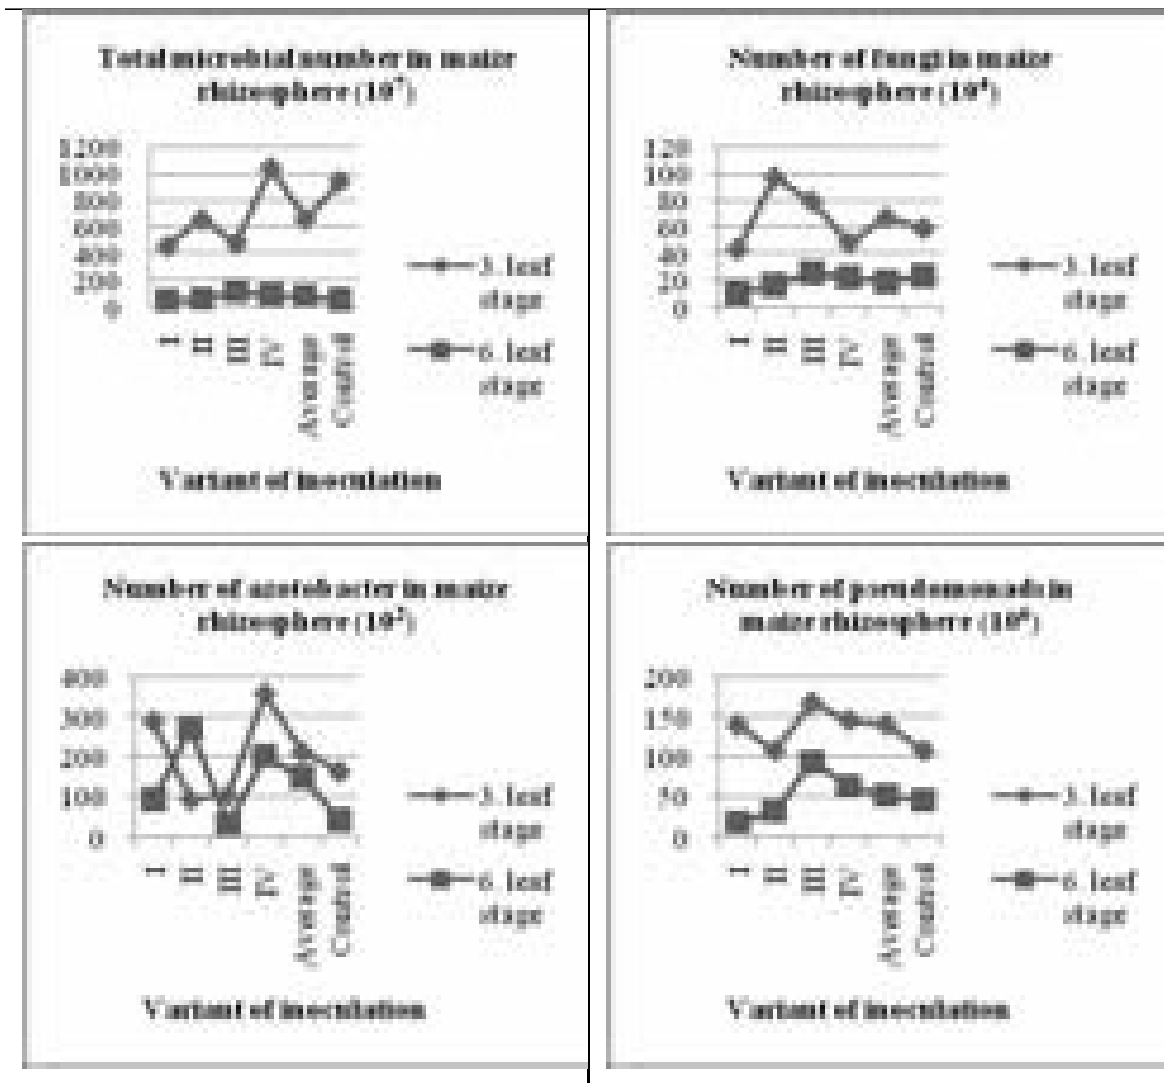 Total microbial number in maize
rhizosphere (10⁷)
1200
1000
800
600
400
200
0
I
II
III
IV
Average
Control
3. leaf
stage
6. leaf
stage
Variant of inoculation
Number of fungi in maize
rhizosphere (10⁴)
120
100
80
60
40
20
0
I
II
III
IV
Average
Control
3. leaf
stage
6. leaf
stage
Variant of inoculation
Number of azotobacter in maize
rhizosphere (10²)
400
300
200
100
0
I
II
III
IV
Average
Control
3. leaf
stage
6. leaf
stage
Variant of inoculation
Number of pseudomonads in
maize rhizosphere (10⁶)
200
150
100
50
0
I
II
III
IV
Average
Control
3. leaf
stage
6. leaf
stage
Variant of inoculation